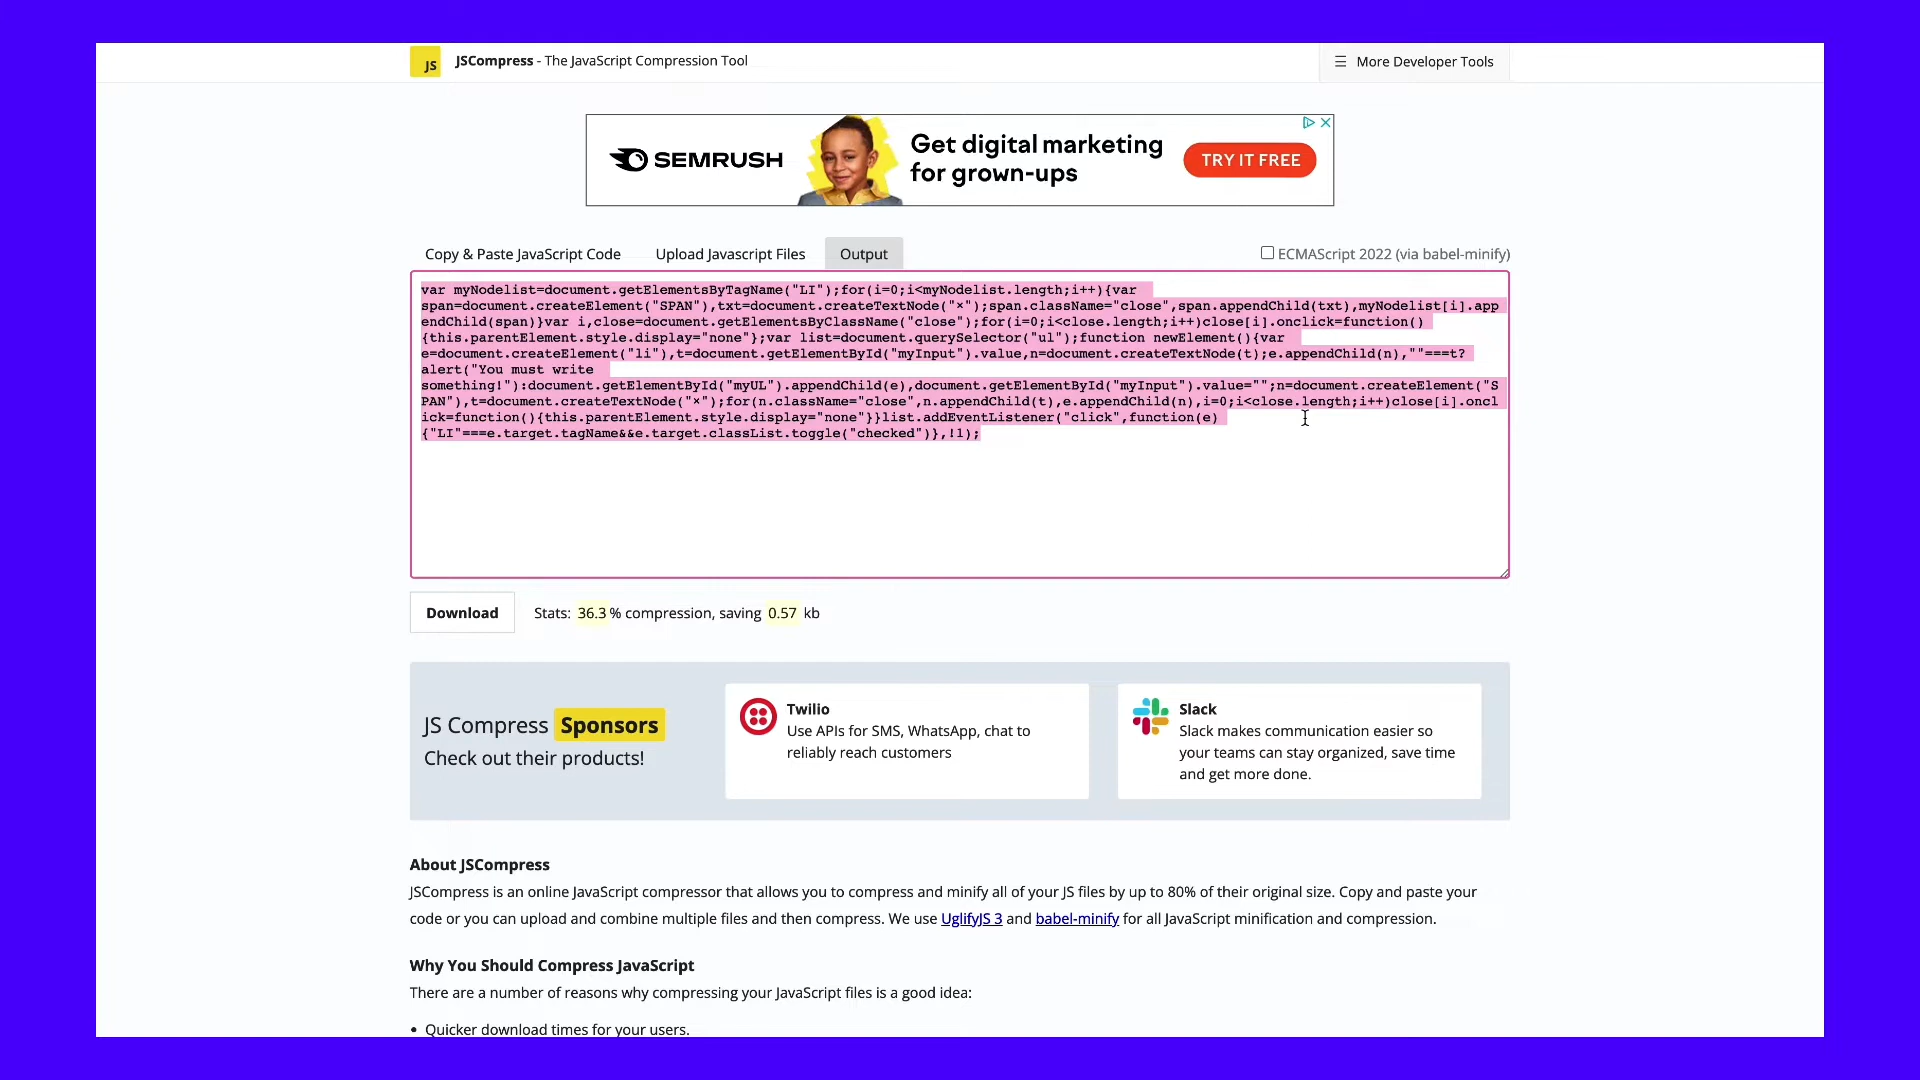 JS
JSCompress - The JavaScript Compression Tool
More Developer Tools
SEMRUSH
Get digital marketing
for grown-ups
TRY IT FREE
Copy & Paste JavaScript Code
Upload Javascript Files
Output
ECMAScript 2022 (via babel-minify)
var myNodelist=document.getElementsByTagName("LI");for(i=0;i<myNodelist.length;i++){var
span=document.createElement("SPAN"),txt=document.createTextNode("×");span.className="close",span.appendChild(txt),myNodelist[i].app
endChild(span)}var i,close=document.getElementsByClassName("close");for(i=0;i<close.length;i++)close[i].onclick=function()
{this.parentElement.style.display="none"};var list=document.querySelector("ul");function newElement(){var
e=document.createElement("li"),t=document.getElementById("myInput").value,n=document.createTextNode(t);e.appendChild(n),""===t?
alert("You must write
something!"):document.getElementById("myUL").appendChild(e),document.getElementById("myInput").value="";n=document.createElement("S
PAN"),t=document.createTextNode("×");for(n.className="close",n.appendChild(t),e.appendChild(n),i=0;i<close.length;i++)close[i].oncl
ick=function(){this.parentElement.style.display="none"}}list.addEventListener("click",function(e)
{"LI"===e.target.tagName&&e.target.classList.toggle("checked")},!1);
Download
Stats: 36.3 % compression, saving 0.57 kb
JS Compress Sponsors
Check out their products!
Twilio
Use APIs for SMS, WhatsApp, chat to
reliably reach customers
Slack
Slack makes communication easier so
your teams can stay organized, save time
and get more done.
About JSCompress
JSCompress is an online JavaScript compressor that allows you to compress and minify all of your JS files by up to 80% of their original size. Copy and paste your
code or you can upload and combine multiple files and then compress. We use UglifyJS 3 and babel-minify for all JavaScript minification and compression.
Why You Should Compress JavaScript
There are a number of reasons why compressing your JavaScript files is a good idea:
• Quicker download times for your users.